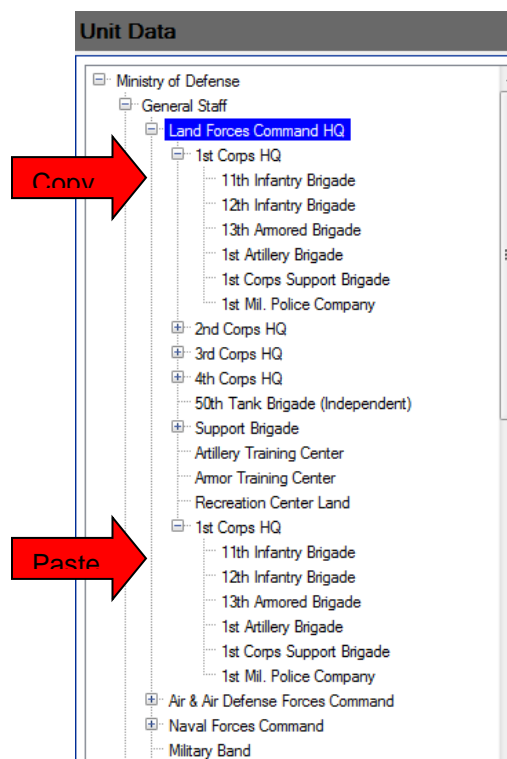 Unit Data
Ministry of Defense
General Staff
Land Forces Command HQ
1st Corps HQ
Copy
11th Infantry Brigade
12th Infantry Brigade
13th Armored Brigade
1st Artillery Brigade
1st Corps Support Brigade
1st Mil. Police Company
2nd Corps HQ
3rd Corps HQ
4th Corps HQ
50th Tank Brigade (Independent)
Support Brigade
Artillery Training Center
Armor Training Center
Recreation Center Land
1st Corps HQ
11th Infantry Brigade
Paste
12th Infantry Brigade
13th Armored Brigade
1st Artillery Brigade
1st Corps Support Brigade
1st Mil. Police Company
Air & Air Defense Forces Command
Naval Forces Command
Military Band